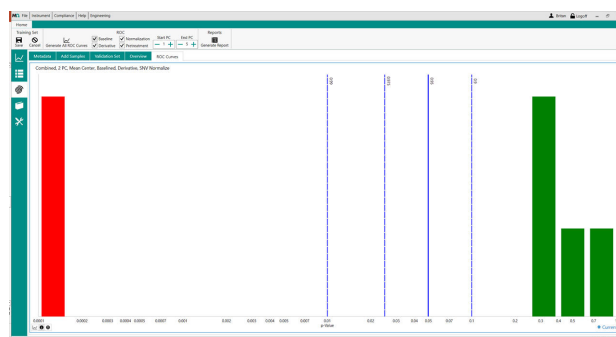 File Instrument Compliance Help Engineering Briton Logoff
Home
Training Set ROC Reports
Save Cancel Generate All ROC Curves Baseline Normalization Derivative Pretreatment Start PC 1 End PC 5 Generate Report
Metadata Add Samples Validation Set Overview ROC Curves
Combined, 3 PC, Mean Center, Baselined, Derivative, SNV Normalize
0.0001 0.0002 0.0003 0.0004 0.0005 0.0007 0.001 0.002 0.003 0.004 0.005 0.007 0.01 0.02 0.03 0.04 0.05 0.07 0.1 0.2 0.3 0.4 0.5 0.7
p Value